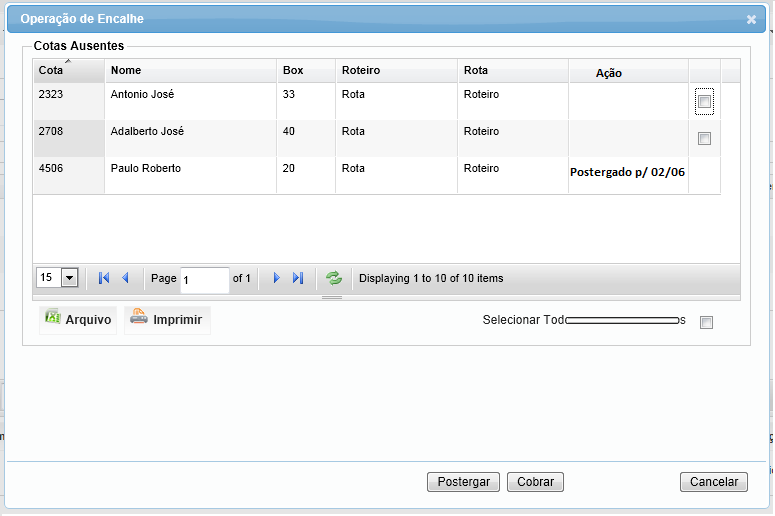 Operação de Encalhe
Cotas Ausentes
Cota Nome Box Roteiro Rota Ação
2323 Antonio José 33 Rota Roteiro
2708 Adalberto José 40 Rota Roteiro
4506 Paulo Roberto 20 Rota Roteiro Postergado p/ 02/06
15 Page 1 of 1 Displaying 1 to 10 of 10 items
Arquivo Imprimir Selecionar Tod s
Postergar Cobrar Cancelar